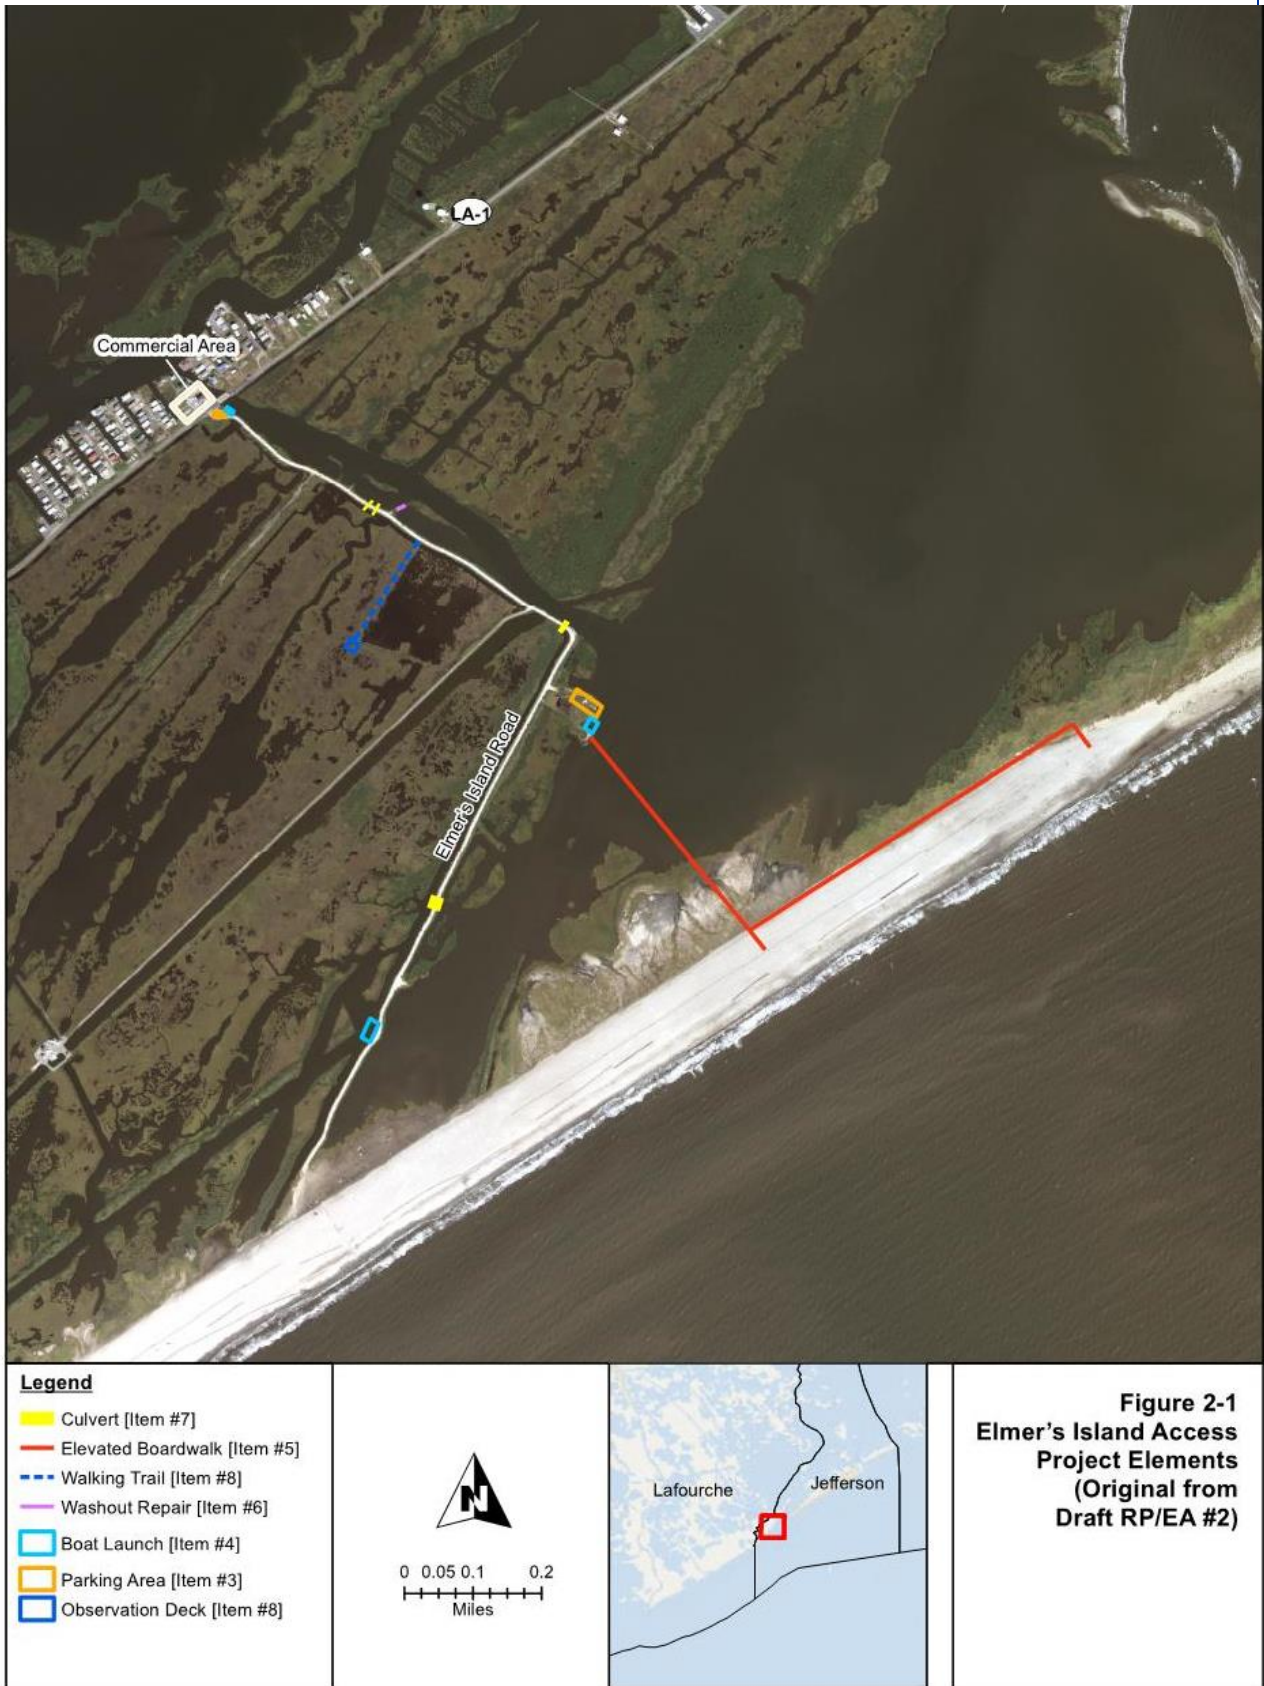 LA-1
Commercial Area
Elmer's Island Road
Legend
Culvert [Item #7]
Elevated Boardwalk [Item #5]
Walking Trail [Item #8]
Washout Repair [Item #6]
Boat Launch [Item #4]
Parking Area [Item #3]
Observation Deck [Item #8]
N
0 0.05 0.1 0.2
Miles
Lafourche
Jefferson
Figure 2-1
Elmer's Island Access
Project Elements
(Original from
Draft RP/EA #2)